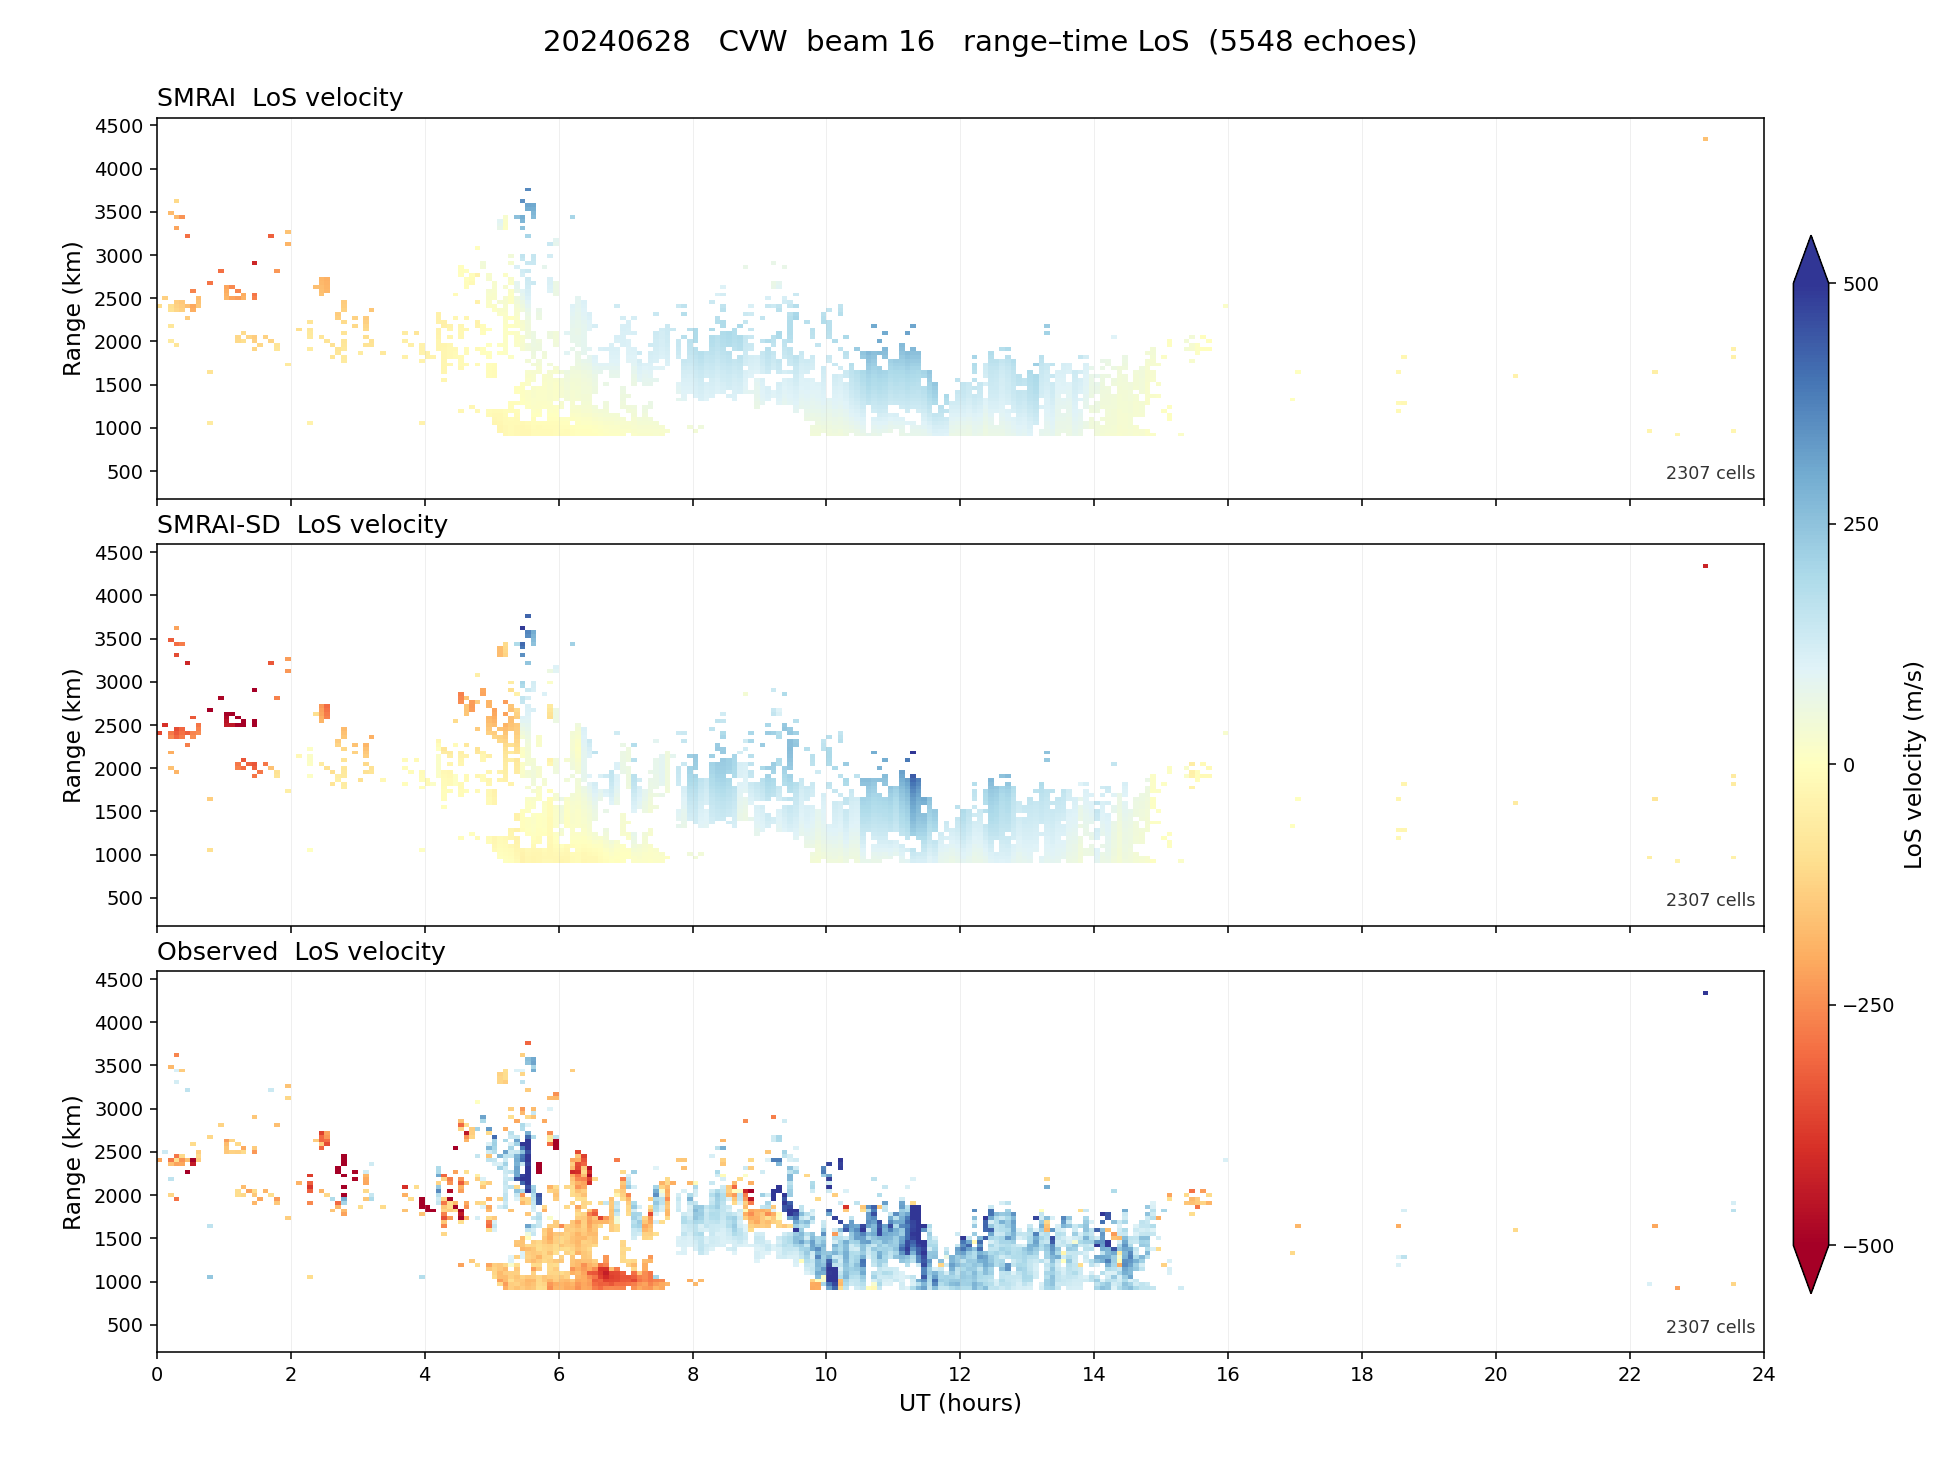 20240628 CVW beam 16 range–time LoS (5548 echoes)
SMRAI LoS velocity
4500
4000
3500
3000
2500
2000
1500
1000
500
Range (km)
2307 cells
SMRAI-SD LoS velocity
4500
4000
3500
3000
2500
2000
1500
1000
500
Range (km)
2307 cells
Observed LoS velocity
4500
4000
3500
3000
2500
2000
1500
1000
500
Range (km)
2307 cells
0 2 4 6 8 10 12 14 16 18 20 22 24
UT (hours)
500
250
0
−250
−500
LoS velocity (m/s)